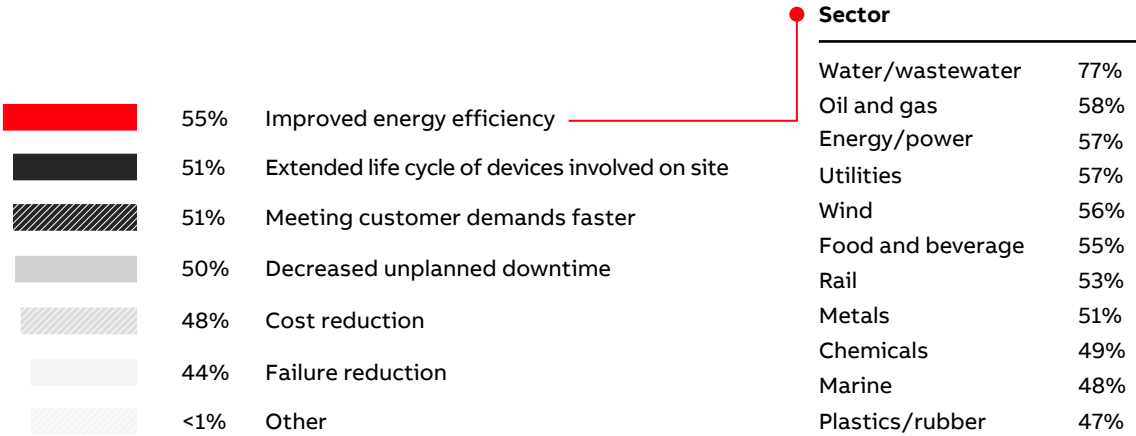 55% Improved energy efficiency
51% Extended life cycle of devices involved on site
51% Meeting customer demands faster
50% Decreased unplanned downtime
48% Cost reduction
44% Failure reduction
<1% Other
Sector
Water/wastewater 77%
Oil and gas 58%
Energy/power 57%
Utilities 57%
Wind 56%
Food and beverage 55%
Rail 53%
Metals 51%
Chemicals 49%
Marine 48%
Plastics/rubber 47%